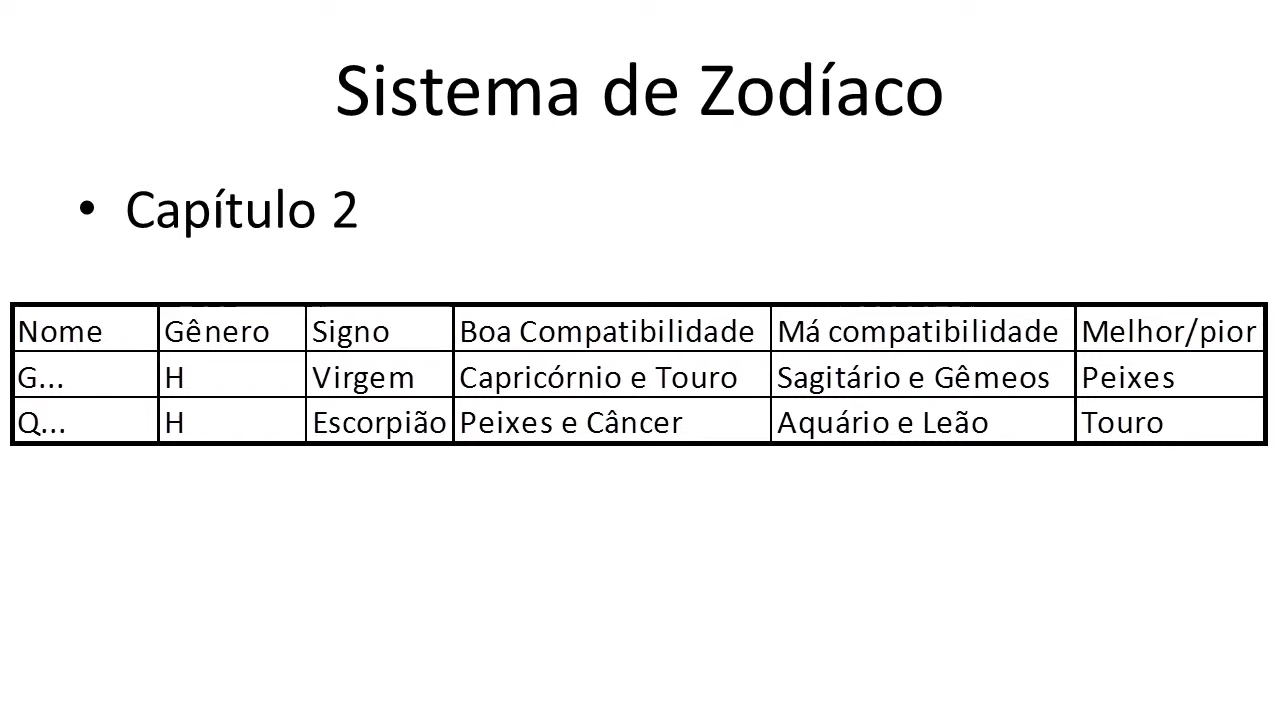 Sistema de Zodíaco
• Capítulo 2
Nome Gênero Signo Boa Compatibilidade Má compatibilidade Melhor/pior
G... H Virgem Capricórnio e Touro Sagitário e Gêmeos Peixes
Q... H Escorpião Peixes e Câncer Aquário e Leão Touro